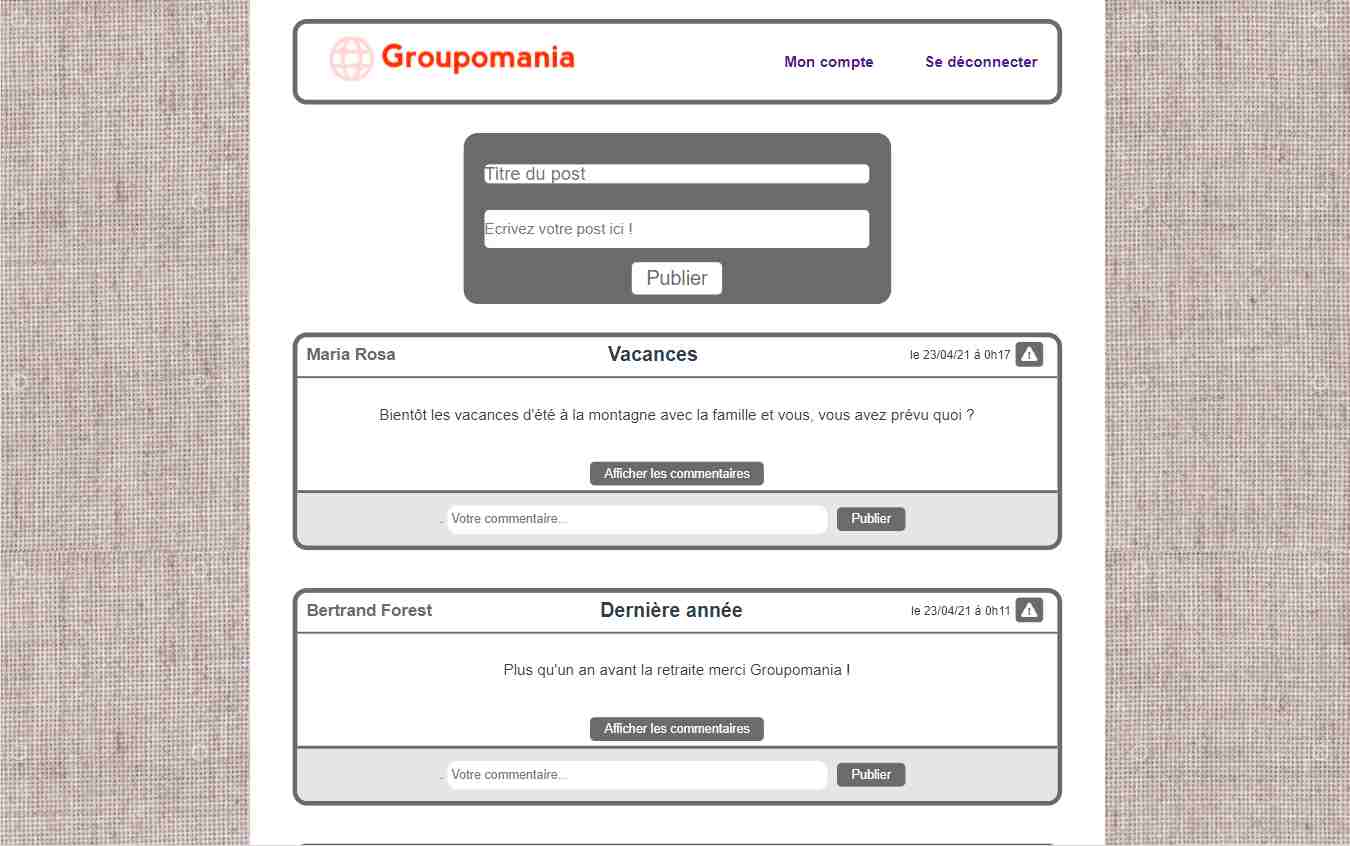 Groupomania
Mon compte
Se déconnecter
Titre du post
Ecrivez votre post ici !
Publier
Maria Rosa
Vacances
le 23/04/21 á 0h17
Bientôt les vacances d'été à la montagne avec la famille et vous, vous avez prévu quoi ?
Afficher les commentaires
Votre commentaire...
Publier
Bertrand Forest
Dernière année
le 23/04/21 á 0h11
Plus qu'un an avant la retraite merci Groupomania !
Afficher les commentaires
Votre commentaire...
Publier